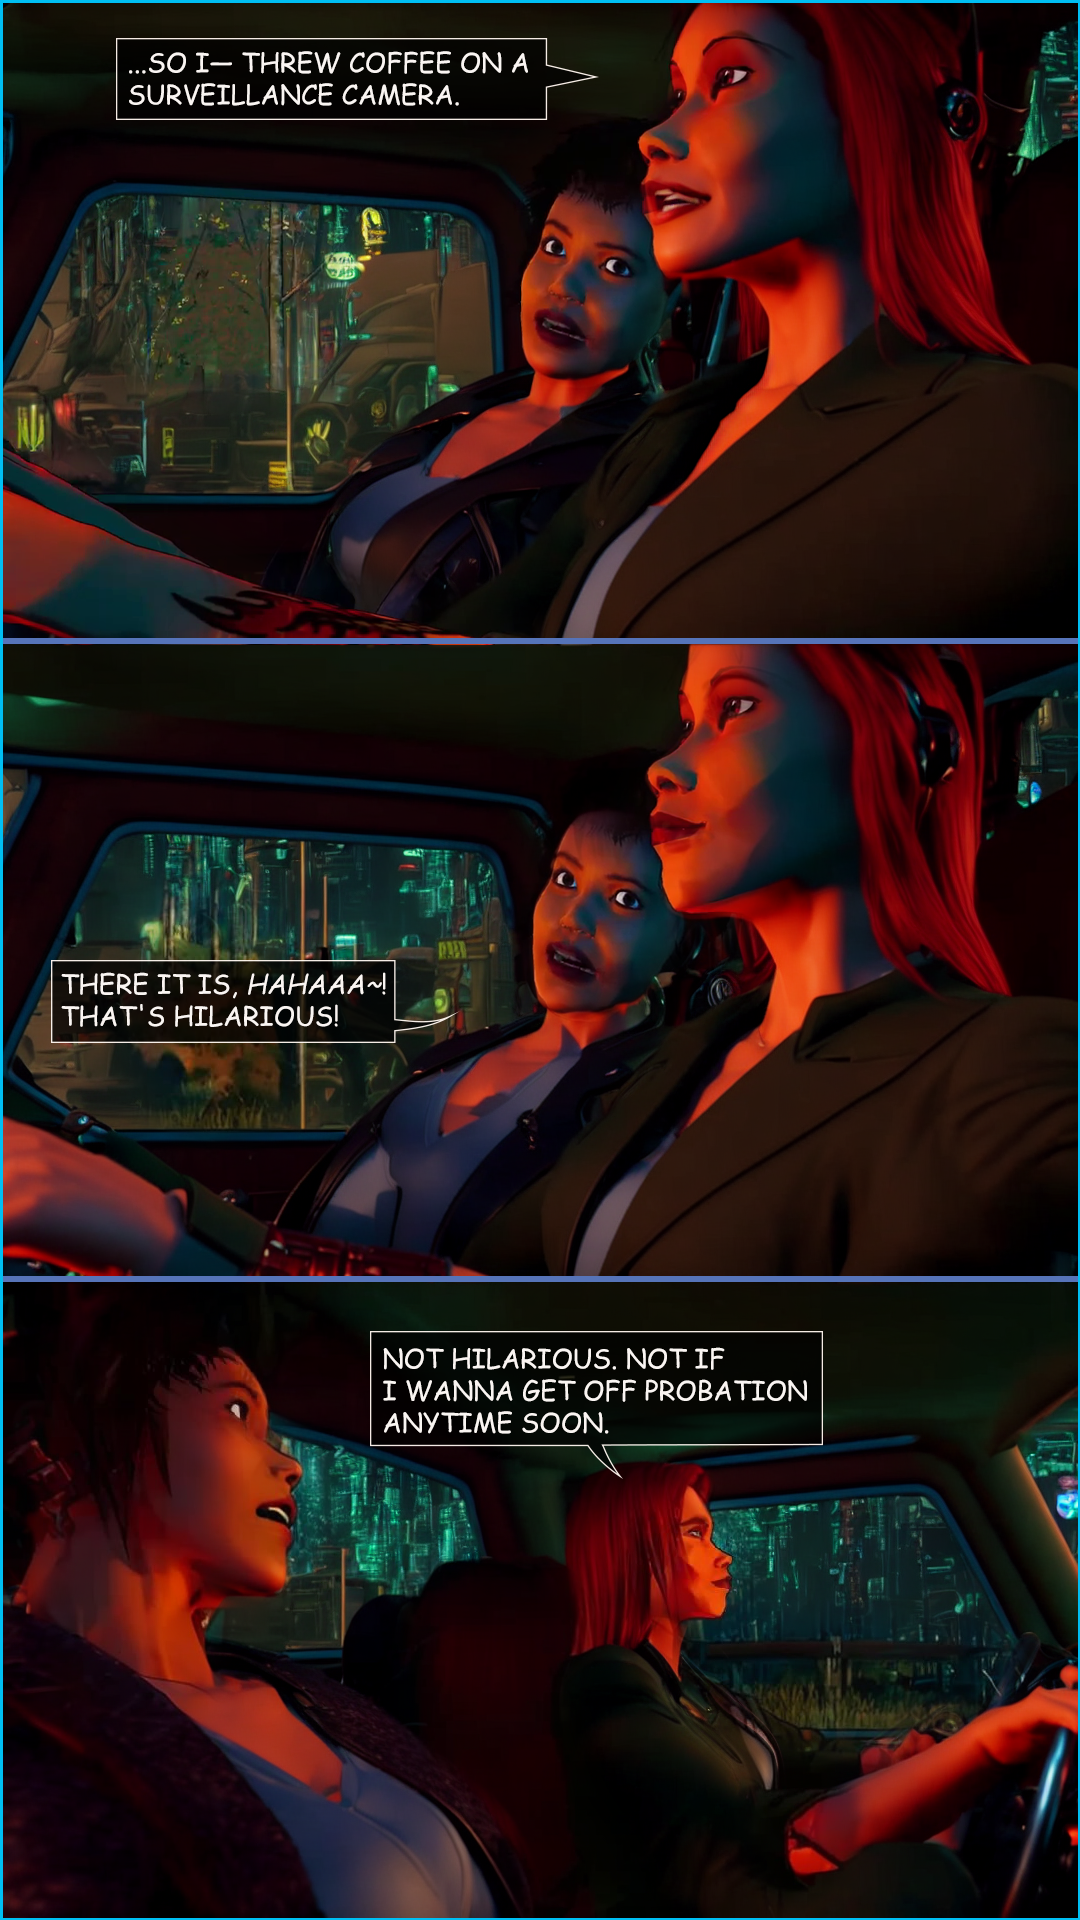 ...SO I— THREW COFFEE ON A
SURVEILLANCE CAMERA.
THERE IT IS, HAHAAA~!
THAT'S HILARIOUS!
NOT HILARIOUS. NOT IF
I WANNA GET OFF PROBATION
ANYTIME SOON.